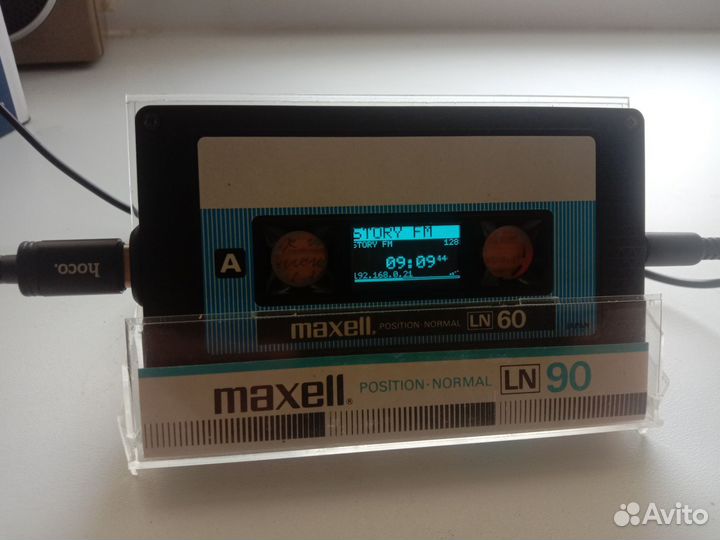 STORY FM
STORY FM 128
09:09 44
192.168.0.21
A
hoco.
maxell. POSITION·NORMAL LN 60
maxell® POSITION·NORMAL LN 90
Avito